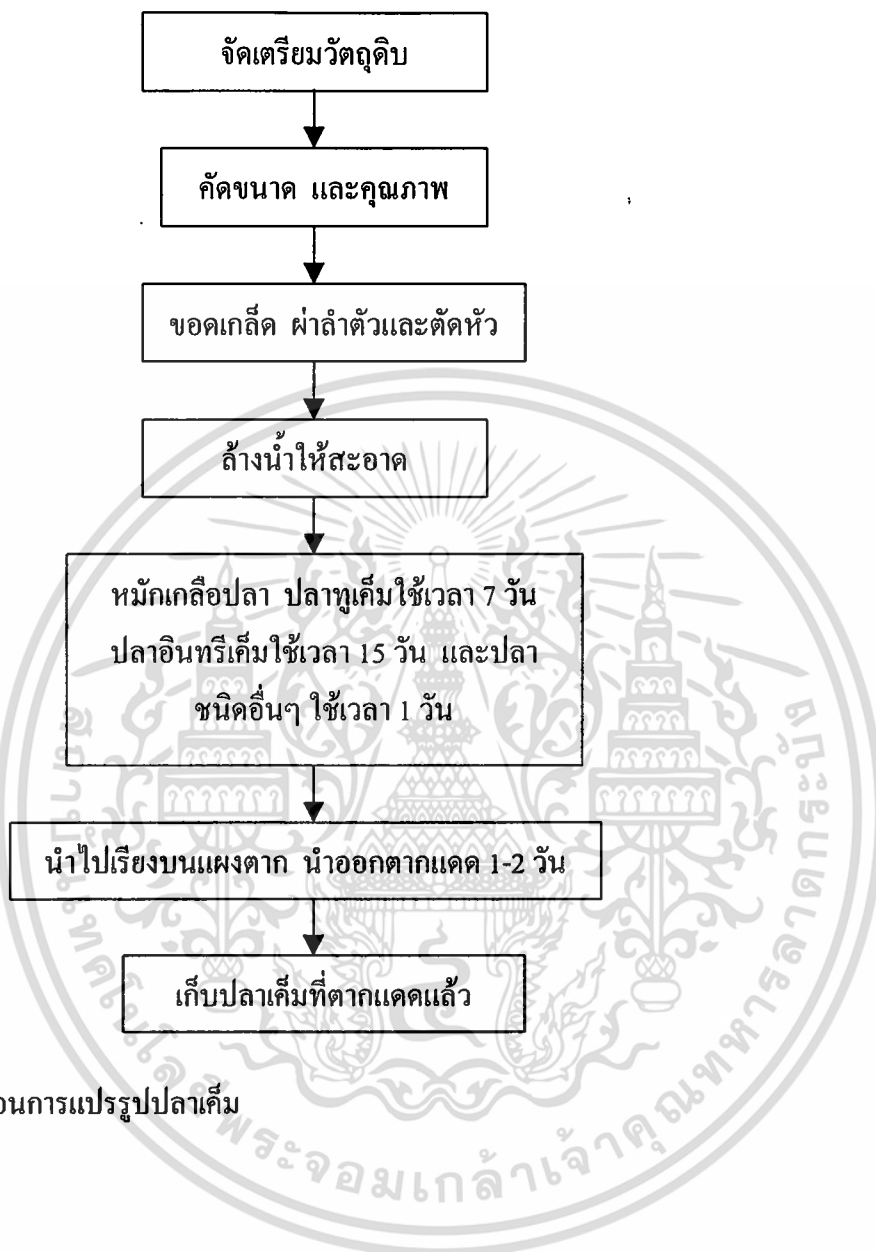 จัดเตรียมวัตถุดิบ
คัดขนาด และคุณภาพ
ขอดเกล็ด ผ่าลำตัวและตัดหัว
ล้างน้ำให้สะอาด
หมักเกลือปลา ปลาทูเค็มใช้เวลา 7 วัน
ปลาอินทรีเค็มใช้เวลา 15 วัน และปลา
ชนิดอื่นๆ ใช้เวลา 1 วัน
นำไปเรียงบนแผงตาก นำออกตากแดด 1-2 วัน
เก็บปลาเค็มที่ตากแดดแล้ว
อนการแปรรูปปลาเค็ม
พระจอมเกล้าเจ้าคุณทหารลาดกระบัง